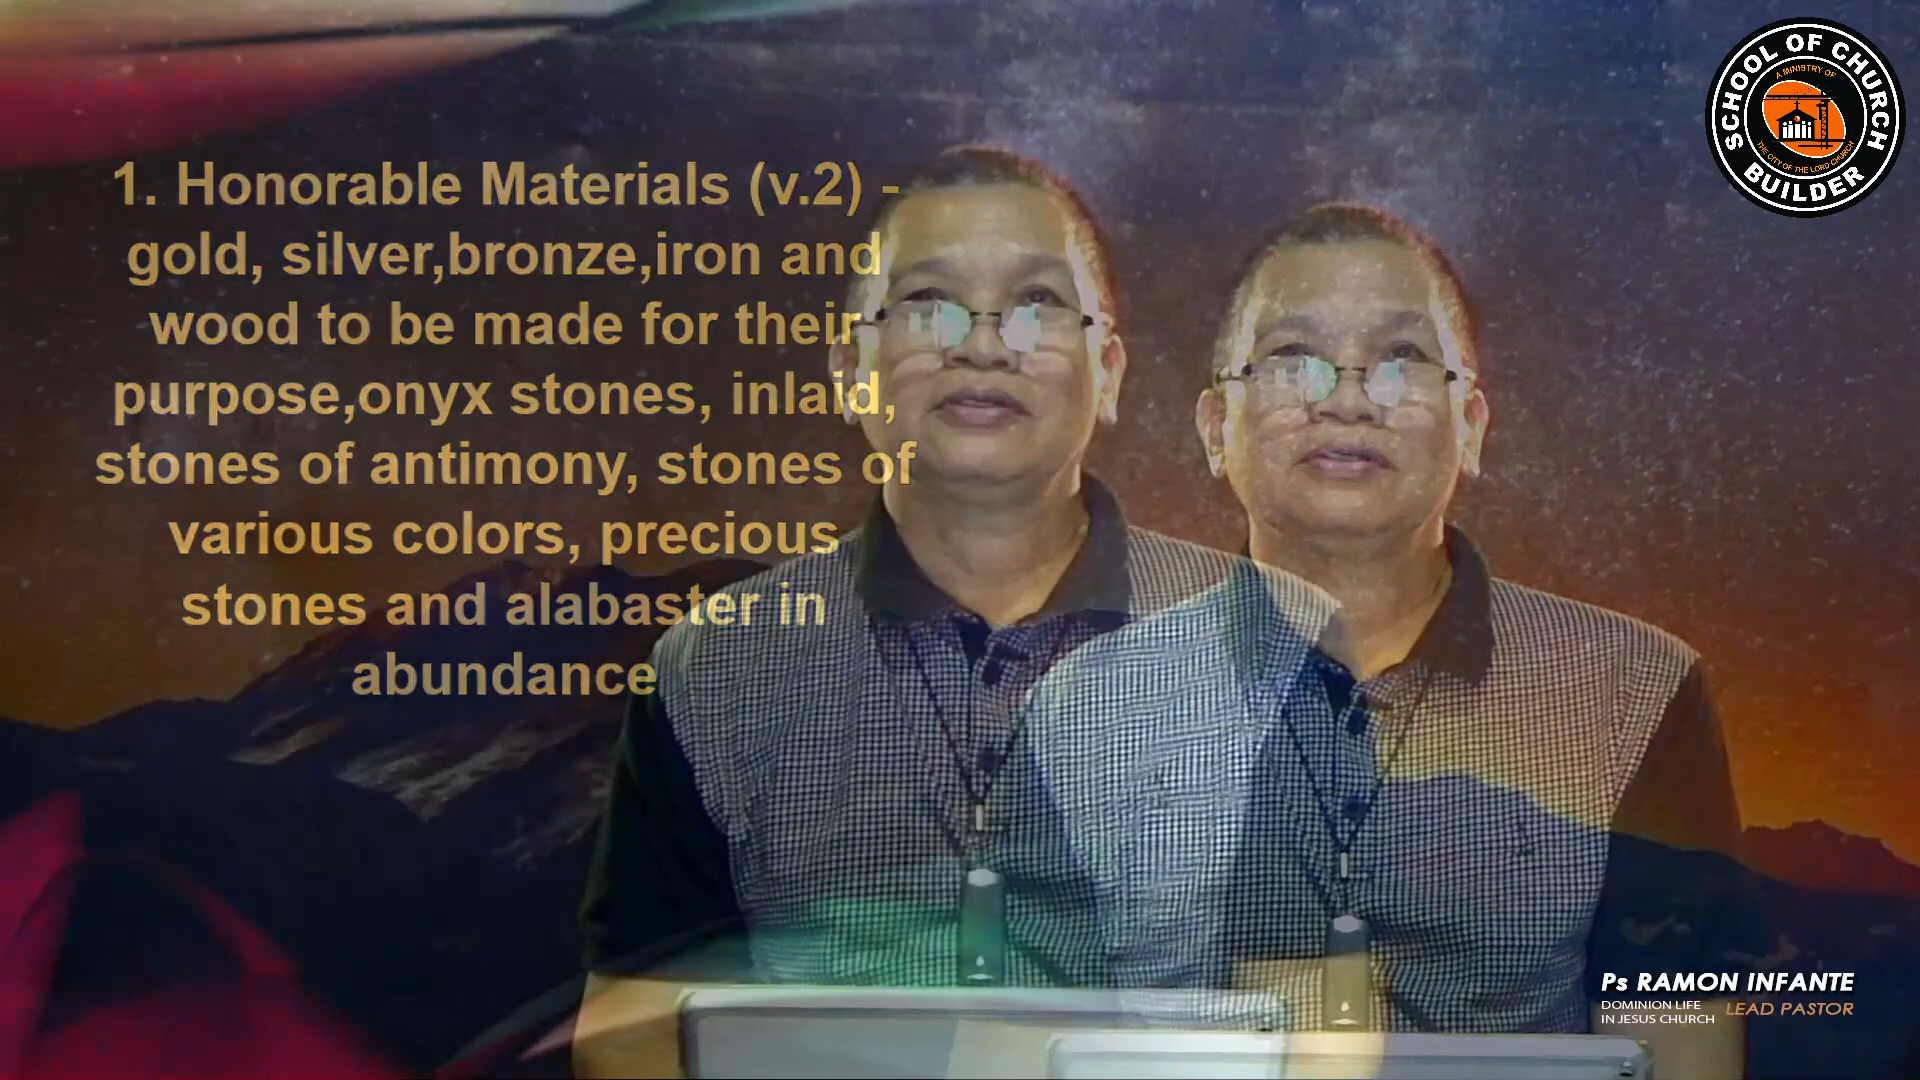 1. Honorable Materials (v.2) -
gold, silver,bronze,iron and
wood to be made for their
purpose,onyx stones, inlaid,
stones of antimony, stones of
various colors, precious
stones and alabaster in
abundance
SCHOOL OF CHURCH
BUILDER
A MINISTRY OF
THE CITY OF THE LORD CHURCH
Ps RAMON INFANTE
DOMINION LIFE
IN JESUS CHURCH
LEAD PASTOR